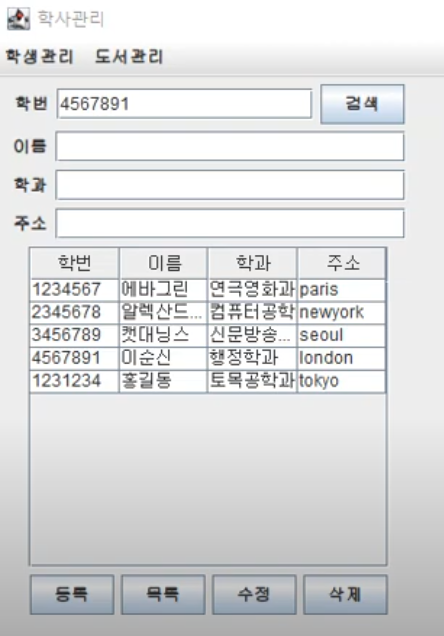 학사관리
학생관리 도서관리
학번 4567891 검색
이름
학과
주소
학번 이름 학과 주소
1234567 에바그린 연극영화과 paris
2345678 알렉산드... 컴퓨터공학 newyork
3456789 캣대닝스 신문방송... seoul
4567891 이순신 행정학과 london
1231234 홍길동 토목공학과 tokyo
등록 목록 수정 삭제